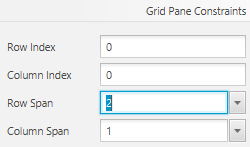 Grid Pane Constraints
Row Index 0
Column Index 0
Row Span 2
Column Span 1